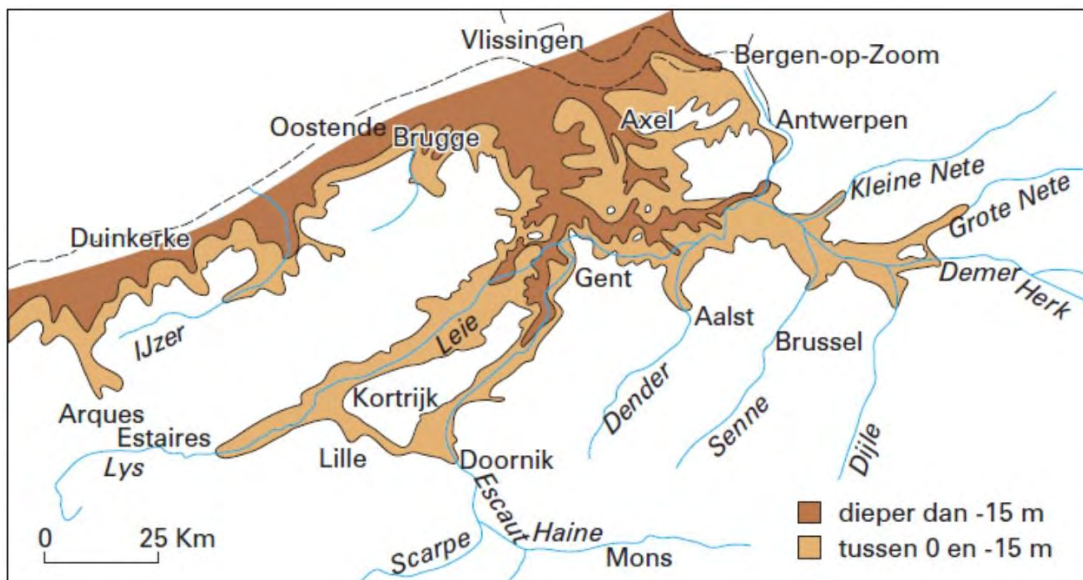 Vlissingen
Bergen-op-Zoom
Oostende
Brugge
Axel
Antwerpen
Kleine Nete
Grote Nete
Duinkerke
Gent
Demer
Herk
IJzer
Leie
Aalst
Brussel
Kortrijk
Dender
Senne
Dijle
Arques
Estaires
Lys
Lille
Doornik
Escaut
Haine
Scarpe
Mons
0 25 Km
dieper dan -15 m
tussen 0 en -15 m